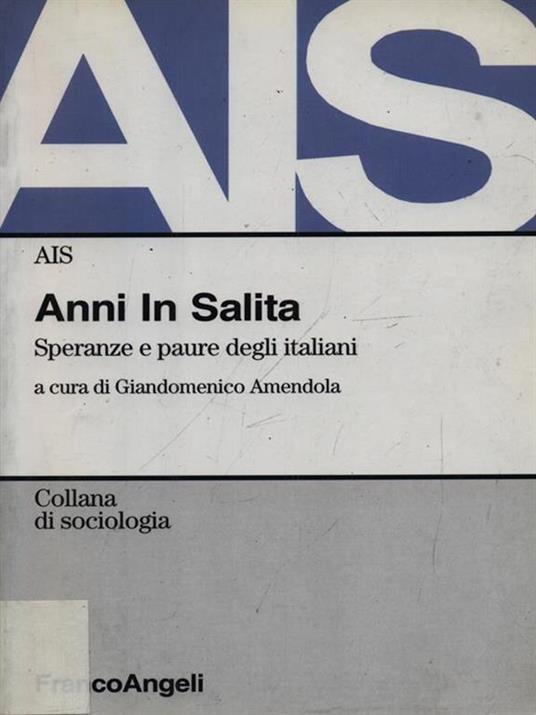 AIS
AIS
Anni In Salita
Speranze e paure degli italiani
a cura di Giandomenico Amendola
Collana
di sociologia
FrancoAngeli